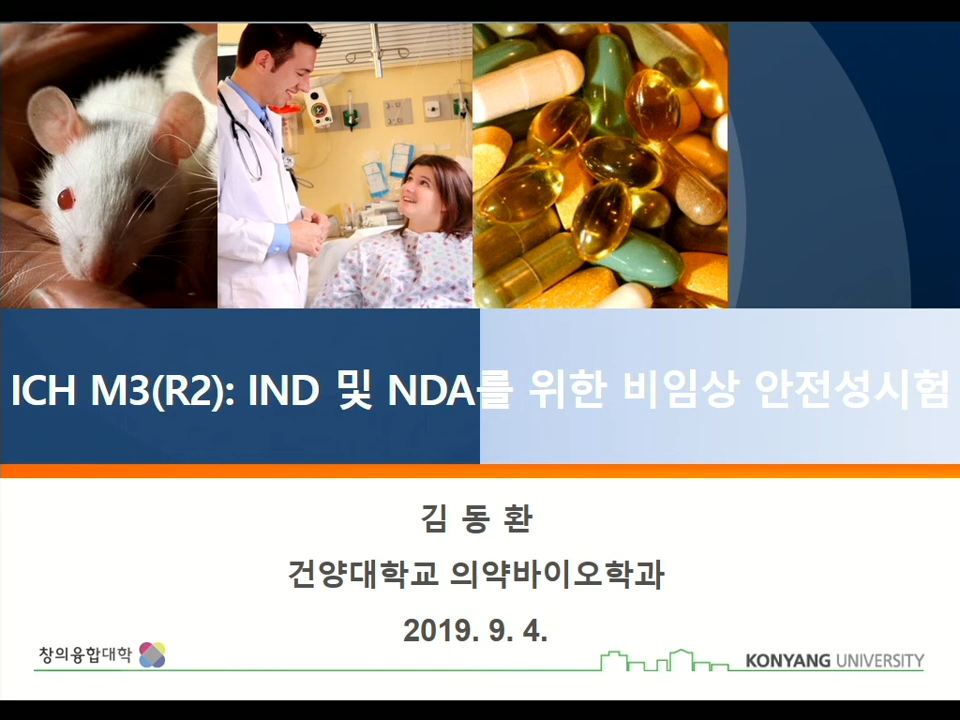 ICH M3(R2): IND 및 NDA를 위한 비임상 안전성시험
김 동 환
건양대학교 의약바이오학과
2019. 9. 4.
창의융합대학
KONYANG UNIVERSITY